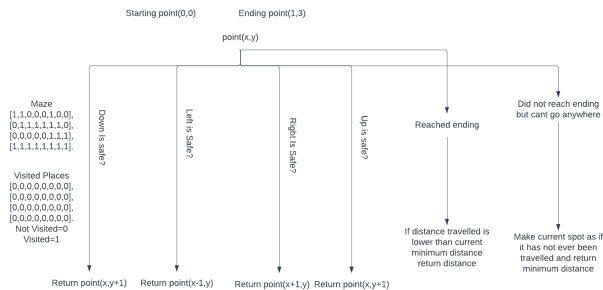 Starting point(0,0)
Ending point(1,3)
point(x,y)
Maze
[1,1,0,0,0,1,0,0],
[0,1,1,1,1,1,1,0],
[0,0,0,0,0,1,1,1],
[1,1,1,1,1,1,1,1].
Visited Places
[0,0,0,0,0,0,0,0],
[0,0,0,0,0,0,0,0],
[0,0,0,0,0,0,0,0],
[0,0,0,0,0,0,0,0].
Not Visited=0
Visited=1
Down Is safe?
Left is Safe?
Right Is Safe?
Up is safe?
Reached ending
Did not reach ending
but cant go anywhere
Return point(x,y+1)
Return point(x-1,y)
Return point(x+1,y)
Return point(x,y+1)
If distance travelled is
lower than current
minimum distance
return distance
Make current spot as if
it has not ever been
travelled and return
minimum distance